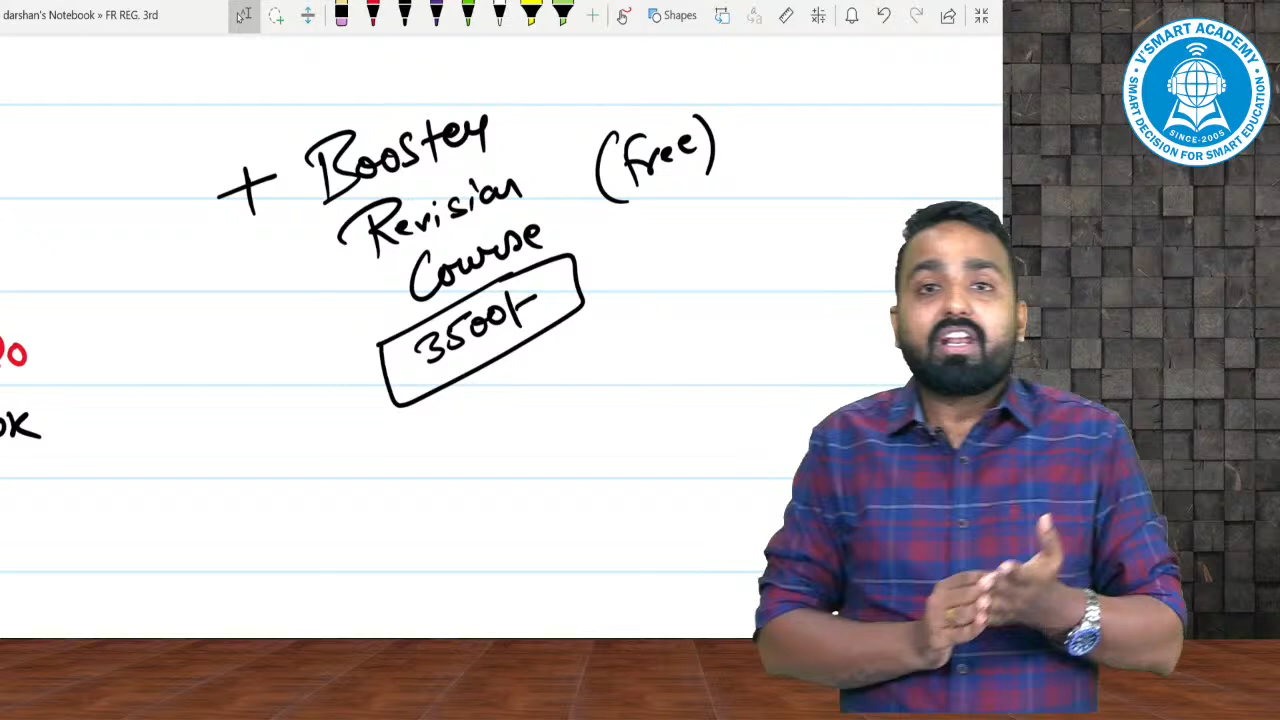 darshan's Notebook » FR REG. 3rd
Shapes
+ Booster (free)
Revision
Course
3500/-
V'SMART ACADEMY
SINCE-2005
SMART DECISION FOR SMART EDUCATION